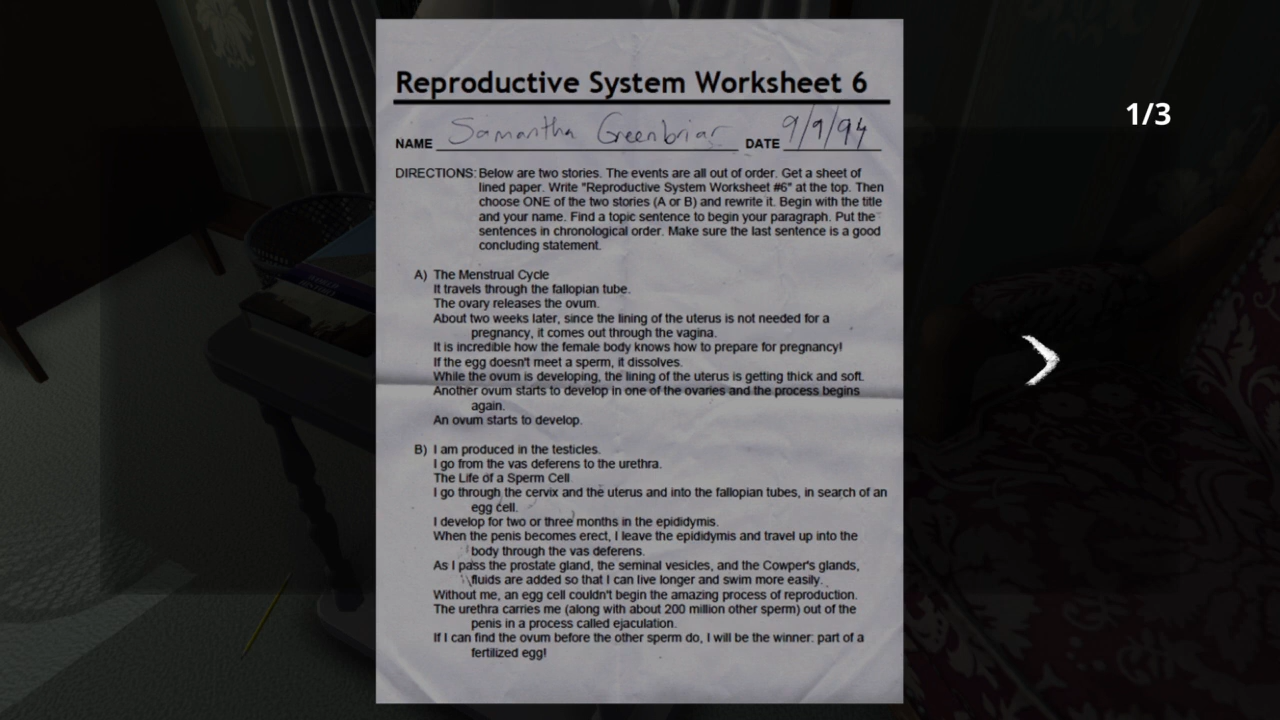 Reproductive System Worksheet 6
1/3
NAME Samantha Greenbriar DATE 9/9/94
DIRECTIONS: Below are two stories. The events are all out of order. Get a sheet of
lined paper. Write "Reproductive System Worksheet #6" at the top. Then
choose ONE of the two stories (A or B) and rewrite it. Begin with the title
and your name. Find a topic sentence to begin your paragraph. Put the
sentences in chronological order. Make sure the last sentence is a good
concluding statement.
A) The Menstrual Cycle
It travels through the fallopian tube.
The ovary releases the ovum.
About two weeks later, since the lining of the uterus is not needed for a
pregnancy, it comes out through the vagina.
It is incredible how the female body knows how to prepare for pregnancy!
If the egg doesn't meet a sperm, it dissolves.
While the ovum is developing, the lining of the uterus is getting thick and soft.
Another ovum starts to develop in one of the ovaries and the process begins
again.
An ovum starts to develop.
B) I am produced in the testicles.
I go from the vas deferens to the urethra.
The Life of a Sperm Cell
I go through the cervix and the uterus and into the fallopian tubes, in search of an
egg cell.
I develop for two or three months in the epididymis.
When the penis becomes erect, I leave the epididymis and travel up into the
body through the vas deferens.
As I pass the prostate gland, the seminal vesicles, and the Cowper's glands,
fluids are added so that I can live longer and swim more easily.
Without me, an egg cell couldn't begin the amazing process of reproduction.
The urethra carries me (along with about 200 million other sperm) out of the
penis in a process called ejaculation.
If I can find the ovum before the other sperm do, I will be the winner: part of a
fertilized egg!